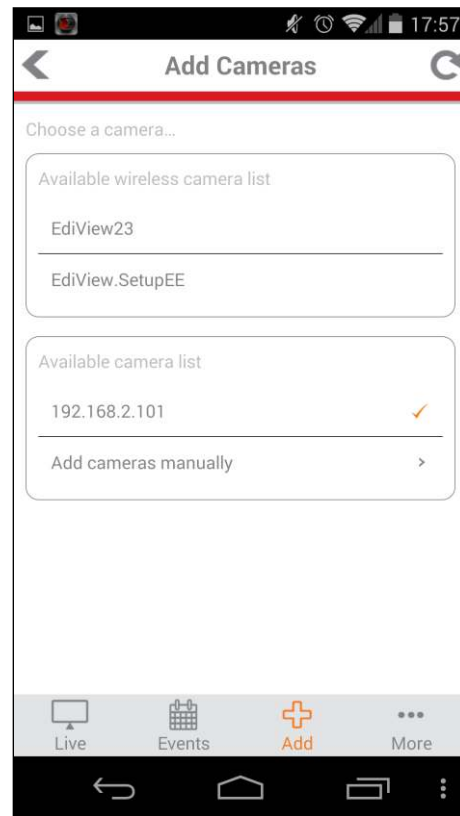 17:57
Add Cameras
Choose a camera...
Available wireless camera list
EdiView23
EdiView.SetupEE
Available camera list
192.168.2.101
Add cameras manually
Live Events Add More